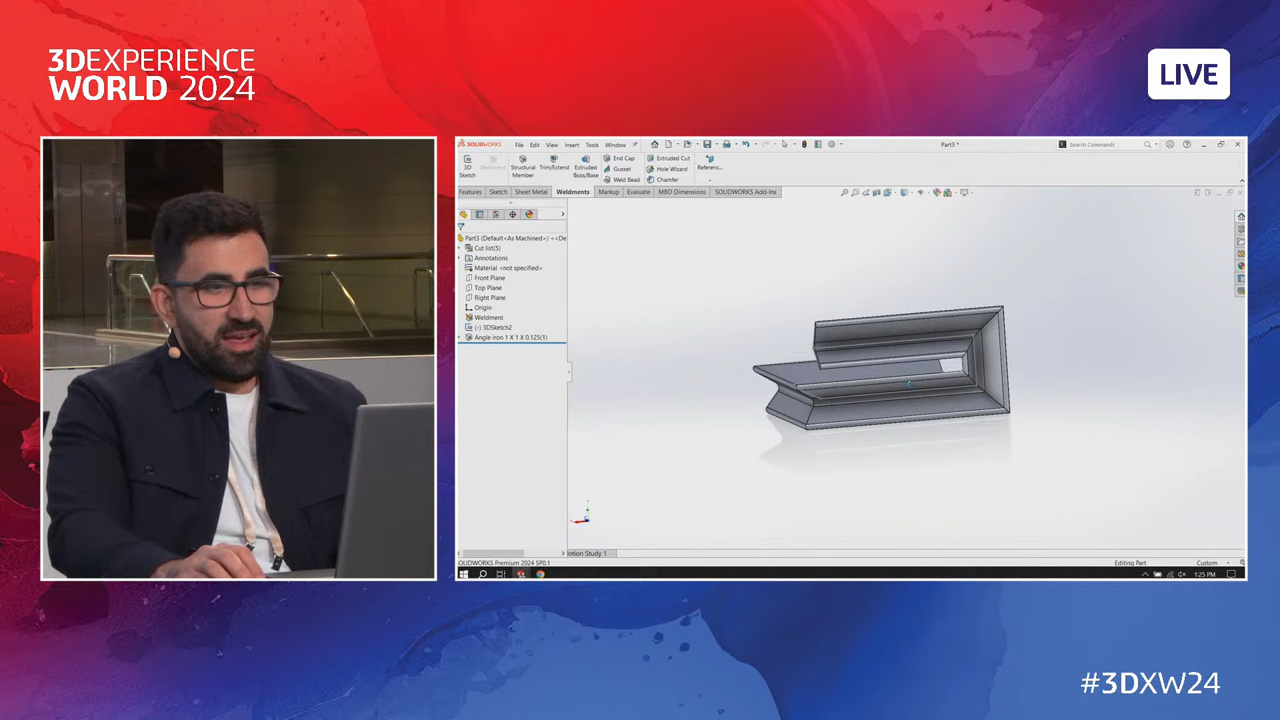 3DEXPERIENCE
WORLD 2024
LIVE
SOLIDWORKS File Edit View Insert Tools Window Part3 * Search Commands
3D Sketch
Weldment
Structural Member
Trim/Extend
Extruded Boss/Base
End Cap
Gusset
Weld Bead
Extruded Cut
Hole Wizard
Chamfer
Referenc...
Features Sketch Sheet Metal Weldments Markup Evaluate MBD Dimensions SOLIDWORKS Add-Ins
Part3 (Default<As Machined>) <<De
Cut list(5)
Annotations
Material <not specified>
Front Plane
Top Plane
Right Plane
Origin
Weldment
(-) 3DSketch2
Angle iron 1 X 1 X 0.125(1)
otion Study 1
OLIDWORKS Premium 2024 SP0.1 Editing Part Custom
1:25 PM
#3DXW24